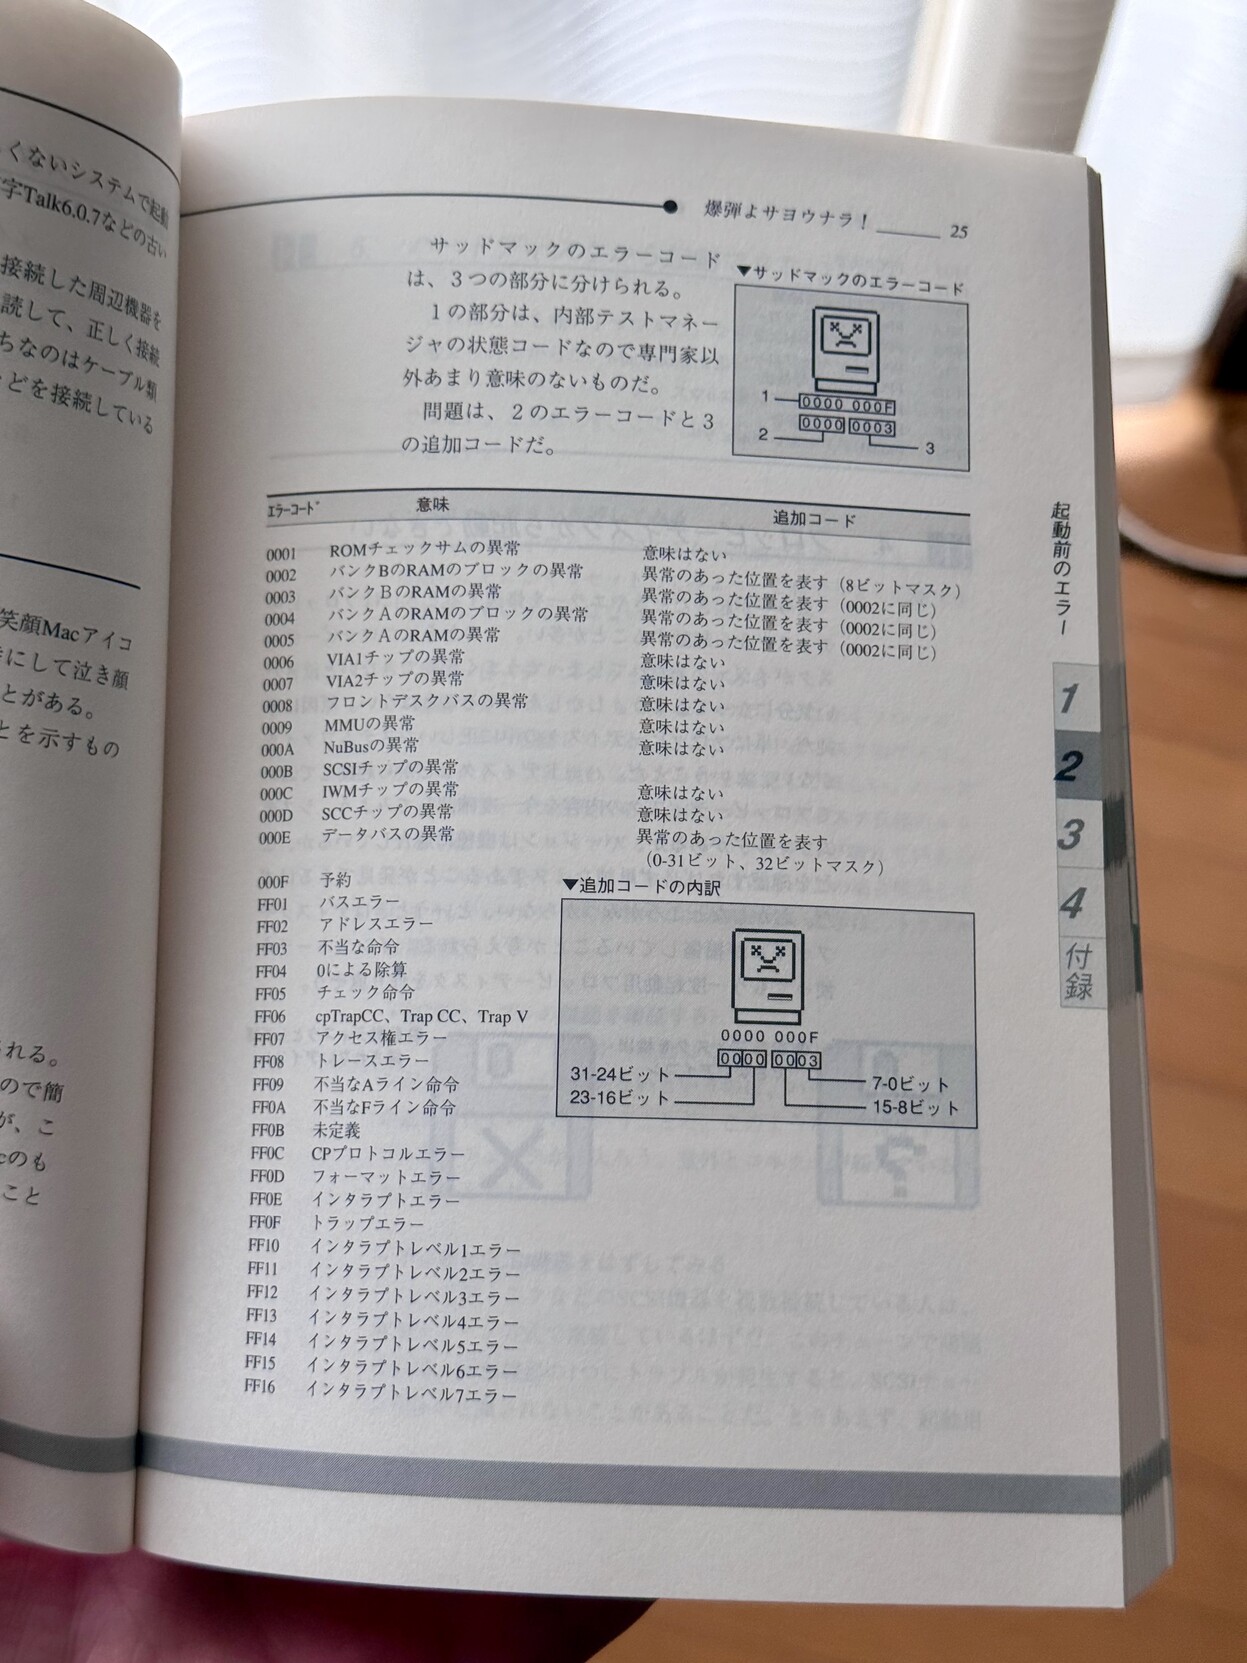 くないシステムで起動
字Talk6.0.7などの古い
接続した周辺機器を
読して、正しく接続
ちなのはケーブル類
どを接続している
笑顔Macアイコ
にして泣き顔
とがある。
とを示すもの
れる。
ので簡
が、こ
cのも
こと
爆弾よサヨウナラ！ 25
サッドマックのエラーコード
は、3つの部分に分けられる。
1の部分は、内部テストマネー
ジャの状態コードなので専門家以
外あまり意味のないものだ。
問題は、2のエラーコードと3
の追加コードだ。
▼サッドマックのエラーコード
1 0000 000F
0000 0003
2 3
エラーコード 意味 追加コード
0001 ROMチェックサムの異常 意味はない
0002 バンクBのRAMのブロックの異常 異常のあった位置を表す（8ビットマスク）
0003 バンクBのRAMの異常 異常のあった位置を表す（0002に同じ）
0004 バンクAのRAMのブロックの異常 異常のあった位置を表す（0002に同じ）
0005 バンクAのRAMの異常 異常のあった位置を表す（0002に同じ）
0006 VIA1チップの異常 意味はない
0007 VIA2チップの異常 意味はない
0008 フロントデスクバスの異常 意味はない
0009 MMUの異常 意味はない
000A NuBusの異常 意味はない
000B SCSIチップの異常
000C IWMチップの異常 意味はない
000D SCCチップの異常 意味はない
000E データバスの異常 異常のあった位置を表す
（0-31ビット、32ビットマスク）
000F 予約
FF01 バスエラー
FF02 アドレスエラー
FF03 不当な命令
FF04 0による除算
FF05 チェック命令
FF06 cpTrapCC、Trap CC、Trap V
FF07 アクセス権エラー
FF08 トレースエラー
FF09 不当なAライン命令
FF0A 不当なFライン命令
FF0B 未定義
FF0C CPプロトコルエラー
FF0D フォーマットエラー
FF0E インタラプトエラー
FF0F トラップエラー
FF10 インタラプトレベル1エラー
FF11 インタラプトレベル2エラー
FF12 インタラプトレベル3エラー
FF13 インタラプトレベル4エラー
FF14 インタラプトレベル5エラー
FF15 インタラプトレベル6エラー
FF16 インタラプトレベル7エラー
▼追加コードの内訳
0000 000F
0000 0003
31-24ビット 7-0ビット
23-16ビット 15-8ビット
起動前のエラー
1
2
3
4
付録